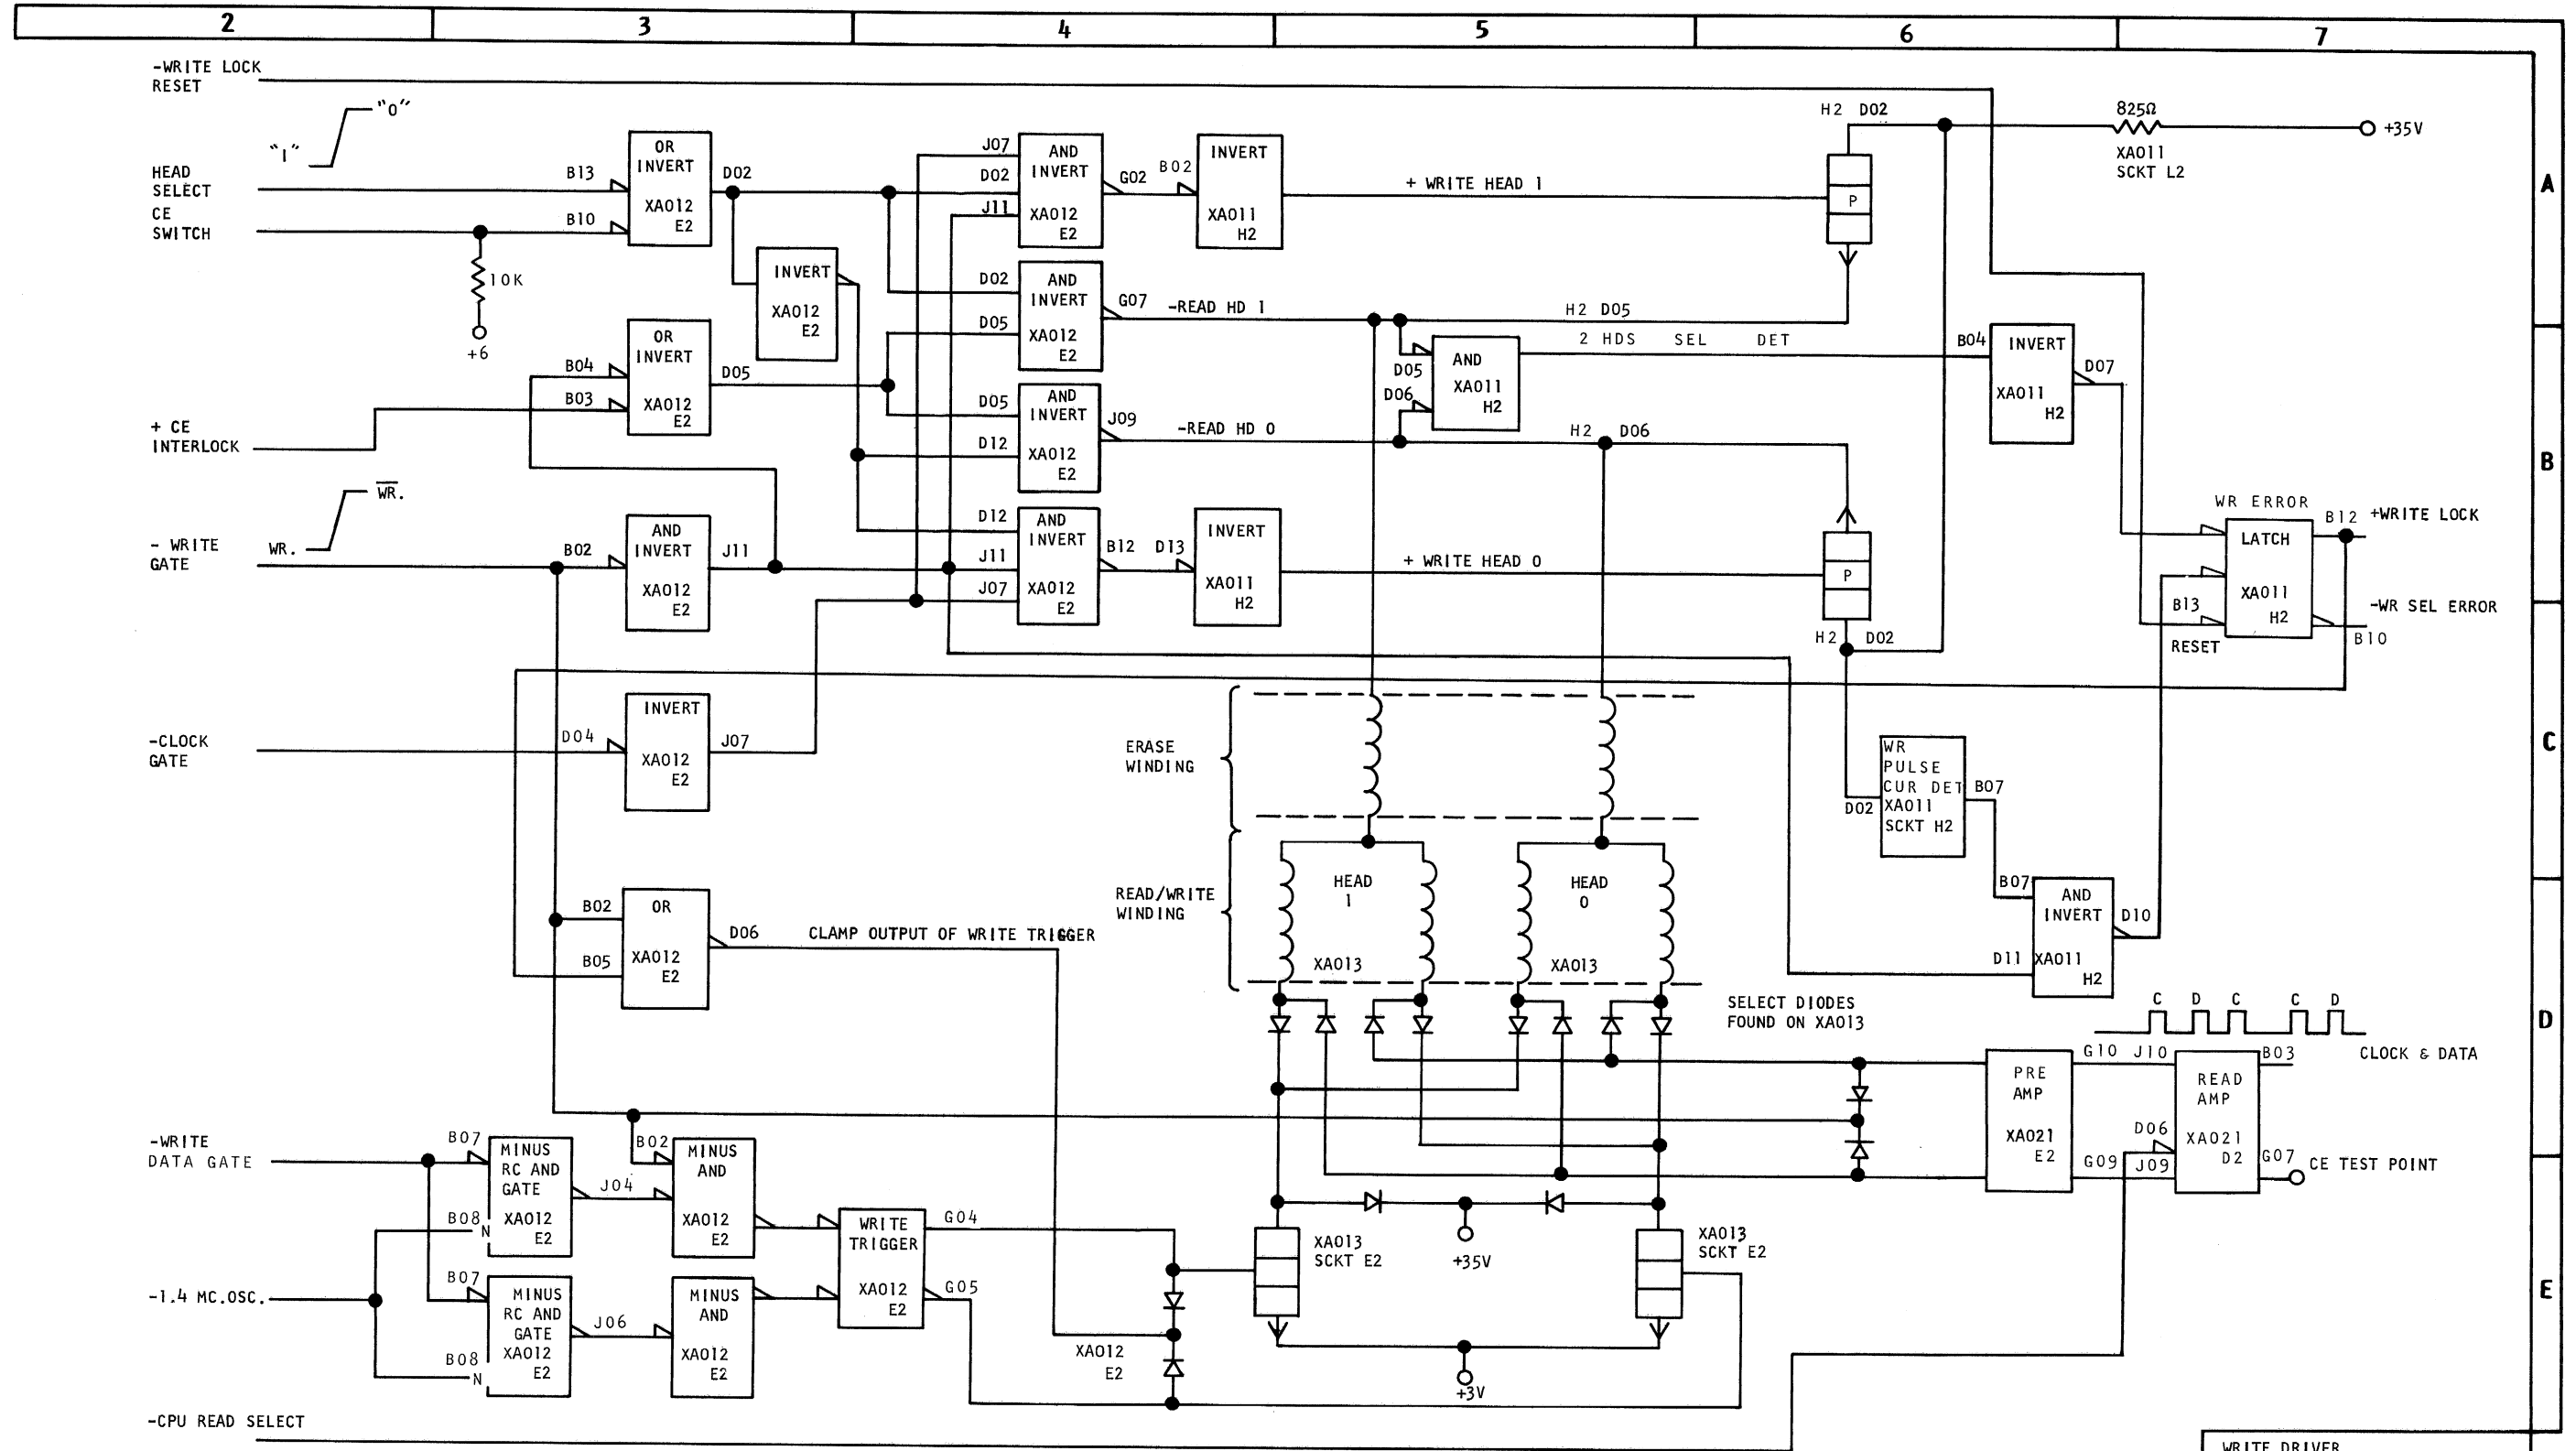 2 3 4 5 6 7
-WRITE LOCK
RESET
"0"
"1"
HEAD
SELECT
CE
SWITCH
B13
B10
OR
INVERT
XA012
E2
D02
10K
+6
INVERT
XA012
E2
J07
D02
J11
AND
INVERT
XA012
E2
G02
B02
INVERT
XA011
H2
+ WRITE HEAD 1
H2 D02
P
825Ω
XA011
SCKT L2
+35V
A
D02
D05
AND
INVERT
XA012
E2
G07
-READ HD 1
H2 D05
2 HDS SEL DET
B04
B03
OR
INVERT
XA012
E2
D05
+ CE
INTERLOCK
D05
D12
AND
INVERT
XA012
E2
J09
-READ HD 0
D05
D06
AND
XA011
H2
H2 D06
B04
INVERT
XA011
H2
D07
B
WR.
WR.
- WRITE
GATE
B02
AND
INVERT
XA012
E2
J11
D12
J11
J07
AND
INVERT
XA012
E2
B12
D13
INVERT
XA011
H2
+ WRITE HEAD 0
P
H2 D02
WR ERROR
LATCH
XA011
H2
B13
RESET
B12
+WRITE LOCK
-WR SEL ERROR
B10
-CLOCK
GATE
D04
INVERT
XA012
E2
J07
ERASE
WINDING
WR
PULSE
CUR DET
XA011
SCKT H2
D02
B07
C
B02
B05
OR
XA012
E2
D06
CLAMP OUTPUT OF WRITE TRIGGER
READ/WRITE
WINDING
HEAD
1
XA013
HEAD
0
XA013
B07
D11
AND
INVERT
XA011
H2
D10
SELECT DIODES
FOUND ON XA013
C D C C D
CLOCK & DATA
D
PRE
AMP
XA021
E2
G10 J10
G09 J09
D06
READ
AMP
XA021
D2
B03
G07
CE TEST POINT
-WRITE
DATA GATE
B07
B08
N
MINUS
RC AND
GATE
XA012
E2
J04
B02
MINUS
AND
XA012
E2
-1.4 MC.OSC.
B07
B08
N
MINUS
RC AND
GATE
XA012
E2
J06
MINUS
AND
XA012
E2
WRITE
TRIGGER
XA012
E2
G04
G05
XA012
E2
XA013
SCKT E2
+35V
XA013
SCKT E2
+3V
E
-CPU READ SELECT
WRITE DRIVER